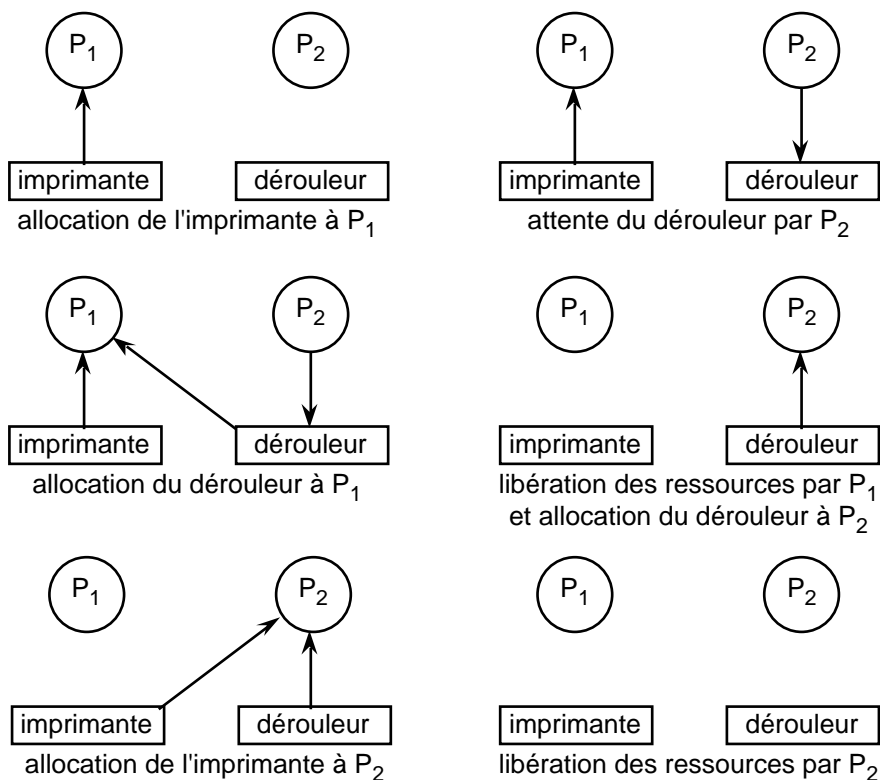 P1
P2
imprimante
dérouleur
allocation de l'imprimante à P1
P1
P2
imprimante
dérouleur
attente du dérouleur par P2
P1
P2
imprimante
dérouleur
allocation du dérouleur à P1
P1
P2
imprimante
dérouleur
libération des ressources par P1
et allocation du dérouleur à P2
P1
P2
imprimante
dérouleur
allocation de l'imprimante à P2
P1
P2
imprimante
dérouleur
libération des ressources par P2